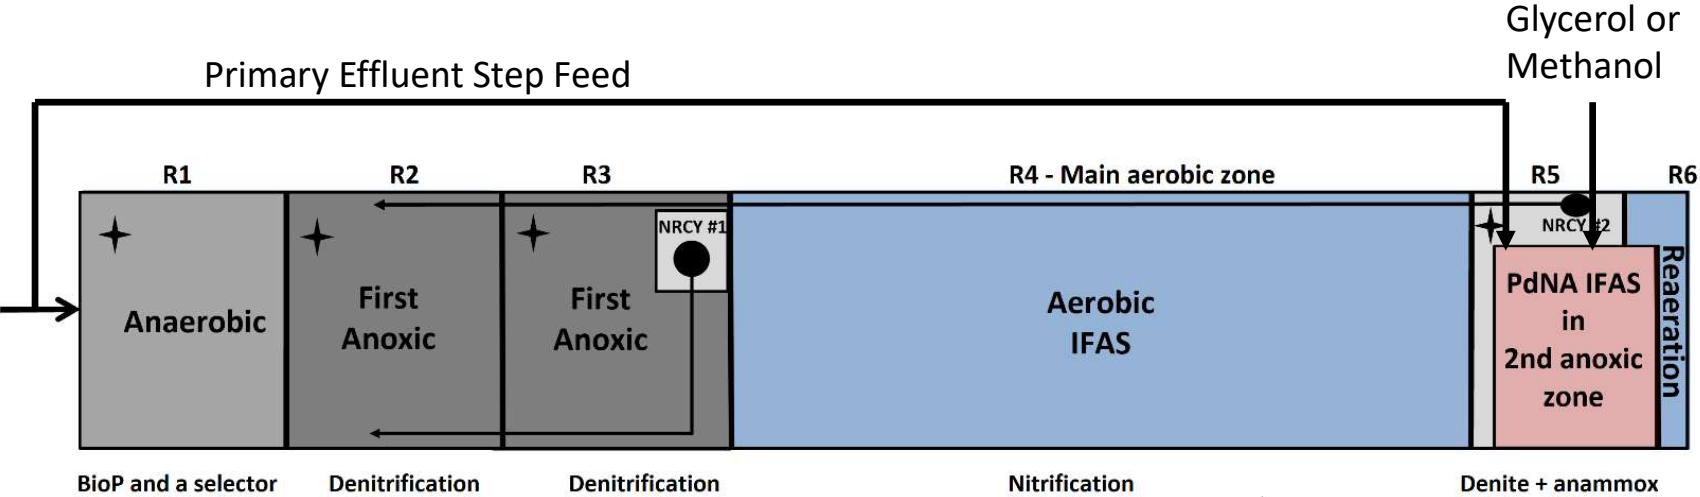 Glycerol or
Methanol
Primary Effluent Step Feed
R1
R2
R3
R4 - Main aerobic zone
R5
R6
NRCY #1
NRCY #2
Anaerobic
First
Anoxic
First
Anoxic
Aerobic
IFAS
PdNA IFAS
in
2nd anoxic
zone
Reaeration
BioP and a selector
Denitrification
Denitrification
Nitrification
Denite + anammox